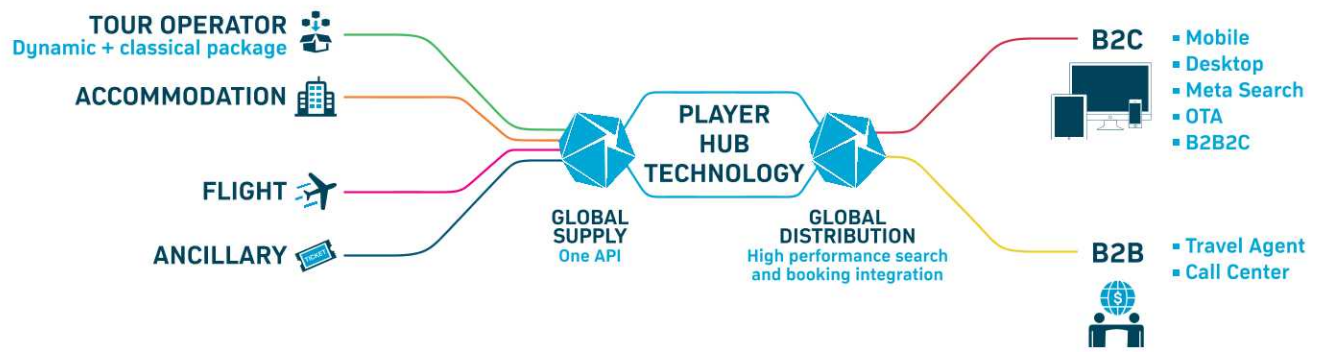 TOUR OPERATOR
Dynamic + classical package
ACCOMMODATION
FLIGHT
ANCILLARY
TICKET
GLOBAL
SUPPLY
One API
PLAYER
HUB
TECHNOLOGY
GLOBAL
DISTRIBUTION
High performance search
and booking integration
B2C
▪ Mobile
▪ Desktop
▪ Meta Search
▪ OTA
▪ B2B2C
B2B
$
▪ Travel Agent
▪ Call Center